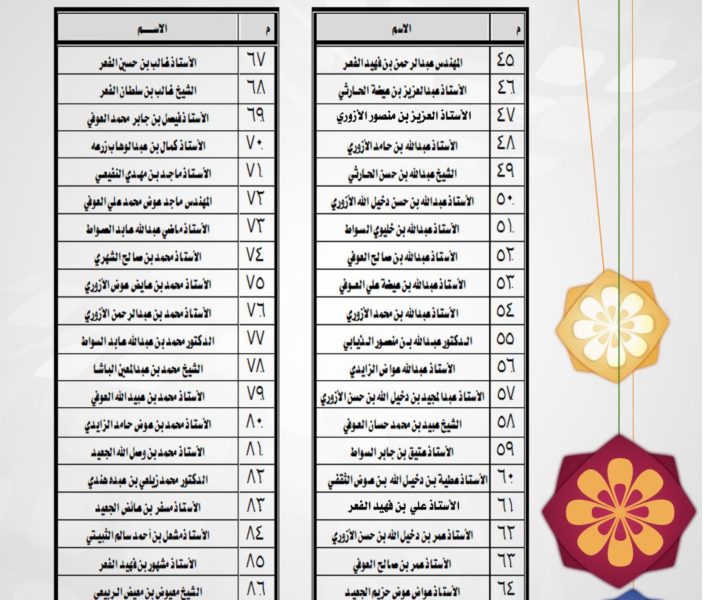 م الاسم
٤٥ المهندس عبدالرحمن بن فهيد الفعر
٤٦ الأستاذ عبدالعزيز بن عيضة الحارثي
٤٧ الأستاذ العزيز بن منصور الأزوري
٤٨ الأستاذ عبدالله بن حامد الأزوري
٤٩ الشيخ عبدالله بن حسن الحارثي
٥٠ الأستاذ عبدالله بن حسن دخيل الله الأزوري
٥١ الأستاذ عبدالله بن خليوي السواط
٥٢ الأستاذ عبدالله بن صالح العوفي
٥٣ الأستاذ عبدالله بن عيضة علي العوفي
٥٤ الأستاذ عبدالله بن محمد الأزوري
٥٥ الدكتور عبدالله بن منصور الذيابي
٥٦ الأستاذ عبدالله عواض الزايدي
٥٧ الأستاذ عبدالمجيد بن دخيل الله بن حسن الأزوري
٥٨ الشيخ عبيد بن محمد حسان العوفي
٥٩ الأستاذ عتيق بن جابر السواط
٦٠ الأستاذ عطية بن دخيل الله بن عوض الثقفي
٦١ الأستاذ علي بن فهيد الفعر
٦٢ الأستاذ عمر بن دخيل الله بن حسن الأزوري
٦٣ الأستاذ عمر بن صالح العوفي
٦٤ الأستاذ عواض عوض حزيم الجعيد
م الاســـم
٦٧ الأستاذ غالب بن حسين الفعر
٦٨ الشيخ غالب بن سلطان الفعر
٦٩ الأستاذ فيصل بن جابر محمد العوفي
٧٠ الأستاذ كمال بن عبدالوهاب زرعه
٧١ الأستاذ ماجد بن مهدي النفيعي
٧٢ المهندس ماجد عوض محمد علي العوفي
٧٣ الأستاذ ماضي عبدالله عابد السواط
٧٤ الأستاذ محمد بن صالح الشهري
٧٥ الأستاذ محمد بن عايض عوض الأزوري
٧٦ الأستاذ محمد بن عبدالرحمن الأزوري
٧٧ الدكتور محمد بن عبدالله عابد السواط
٧٨ الشيخ محمد بن عبدالمعين الباشا
٧٩ الأستاذ محمد بن عبيد الله العوفي
٨٠ الأستاذ محمد بن عوض حامد الزايدي
٨١ الأستاذ محمد بن وصل الله الجعيد
٨٢ الدكتور محمد زيلعي بن عبده هندي
٨٣ الأستاذ مسفر بن عائض الجعيد
٨٤ الأستاذ مشعل بن أحمد سالم الثبيتي
٨٥ الأستاذ مشهور بن فهيد الفعر
٨٦ الشيخ معيوض بن معيض الربيعي